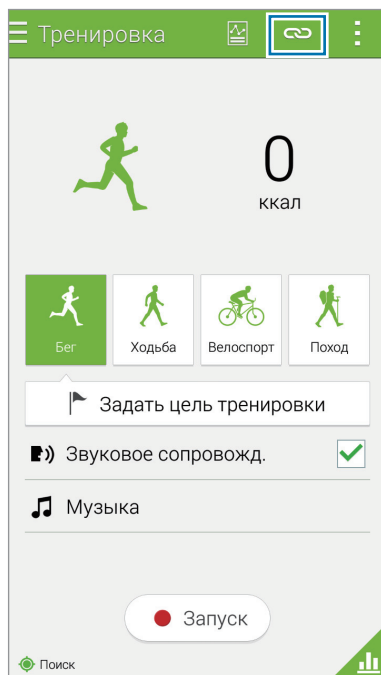 Тренировка
0
ккал
Бег
Ходьба
Велоспорт
Поход
Задать цель тренировки
Звуковое сопровожд.
Музыка
Запуск
Поиск